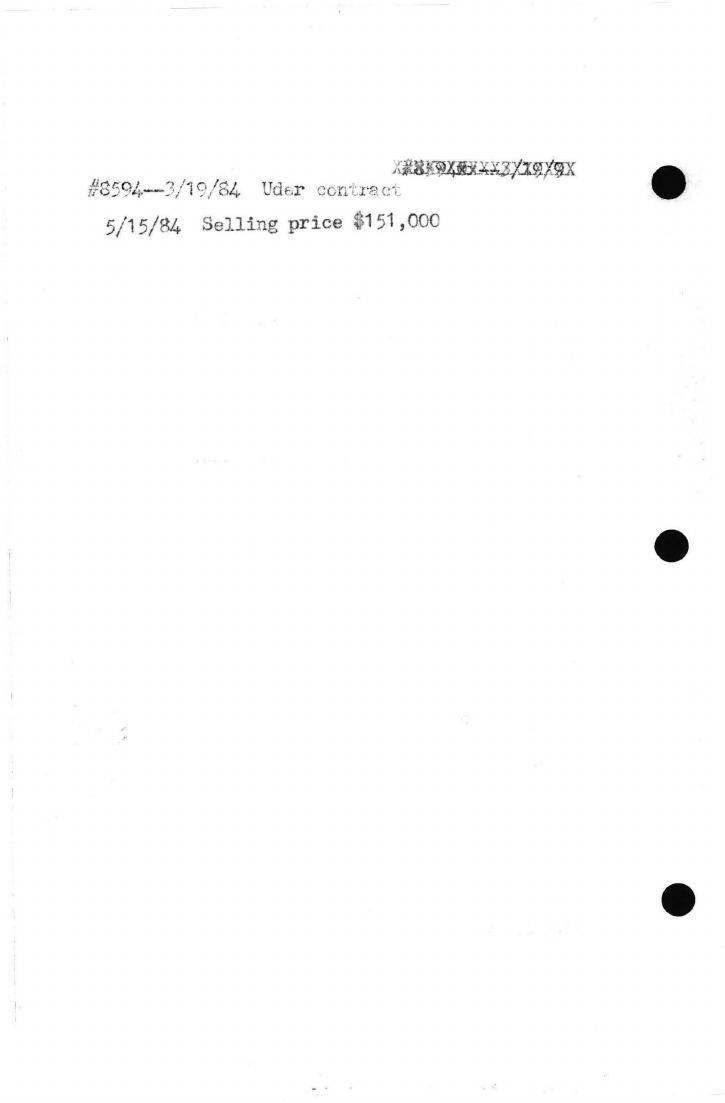 #8594--3/19/84 Uder contract
5/15/84 Selling price $151,000